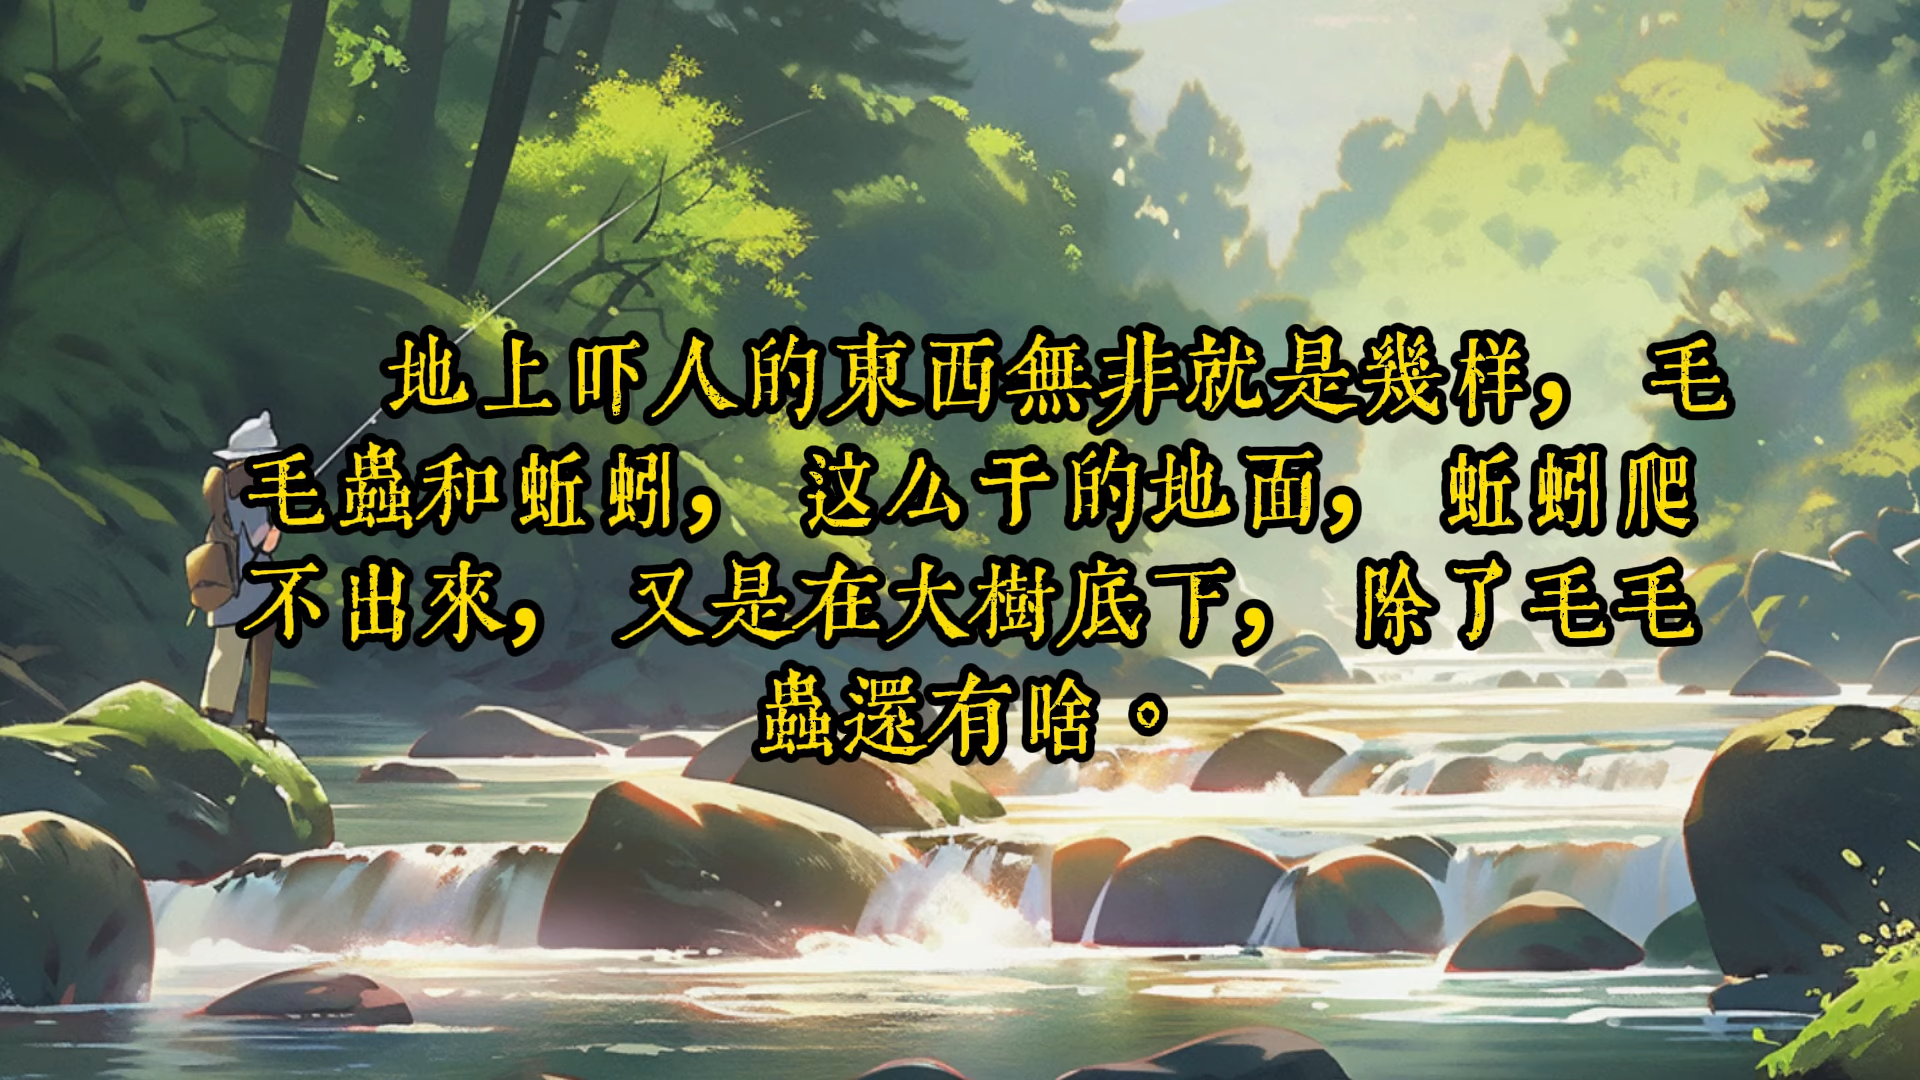 地上吓人的東西無非就是幾样，毛
毛蟲和蚯蚓，这么干的地面，蚯蚓爬
不出來，又是在大樹底下，除了毛毛
蟲還有啥。